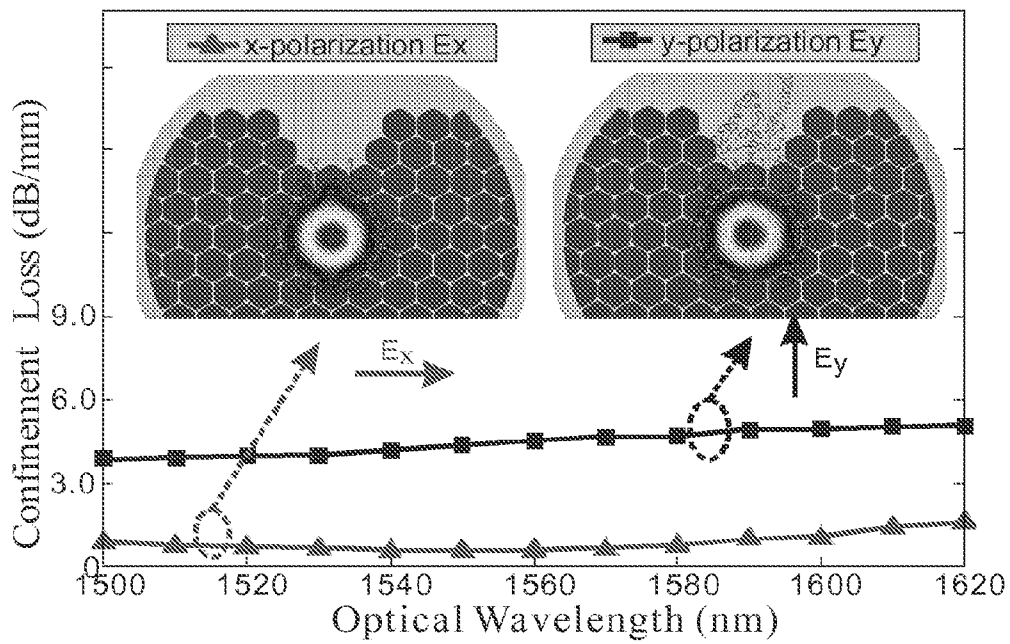 x-polarization Ex
y-polarization Ey
Confinement Loss (dB/mm)
9.0
6.0
3.0
0
Ex
Ey
1500 1520 1540 1560 1580 1600 1620
Optical Wavelength (nm)